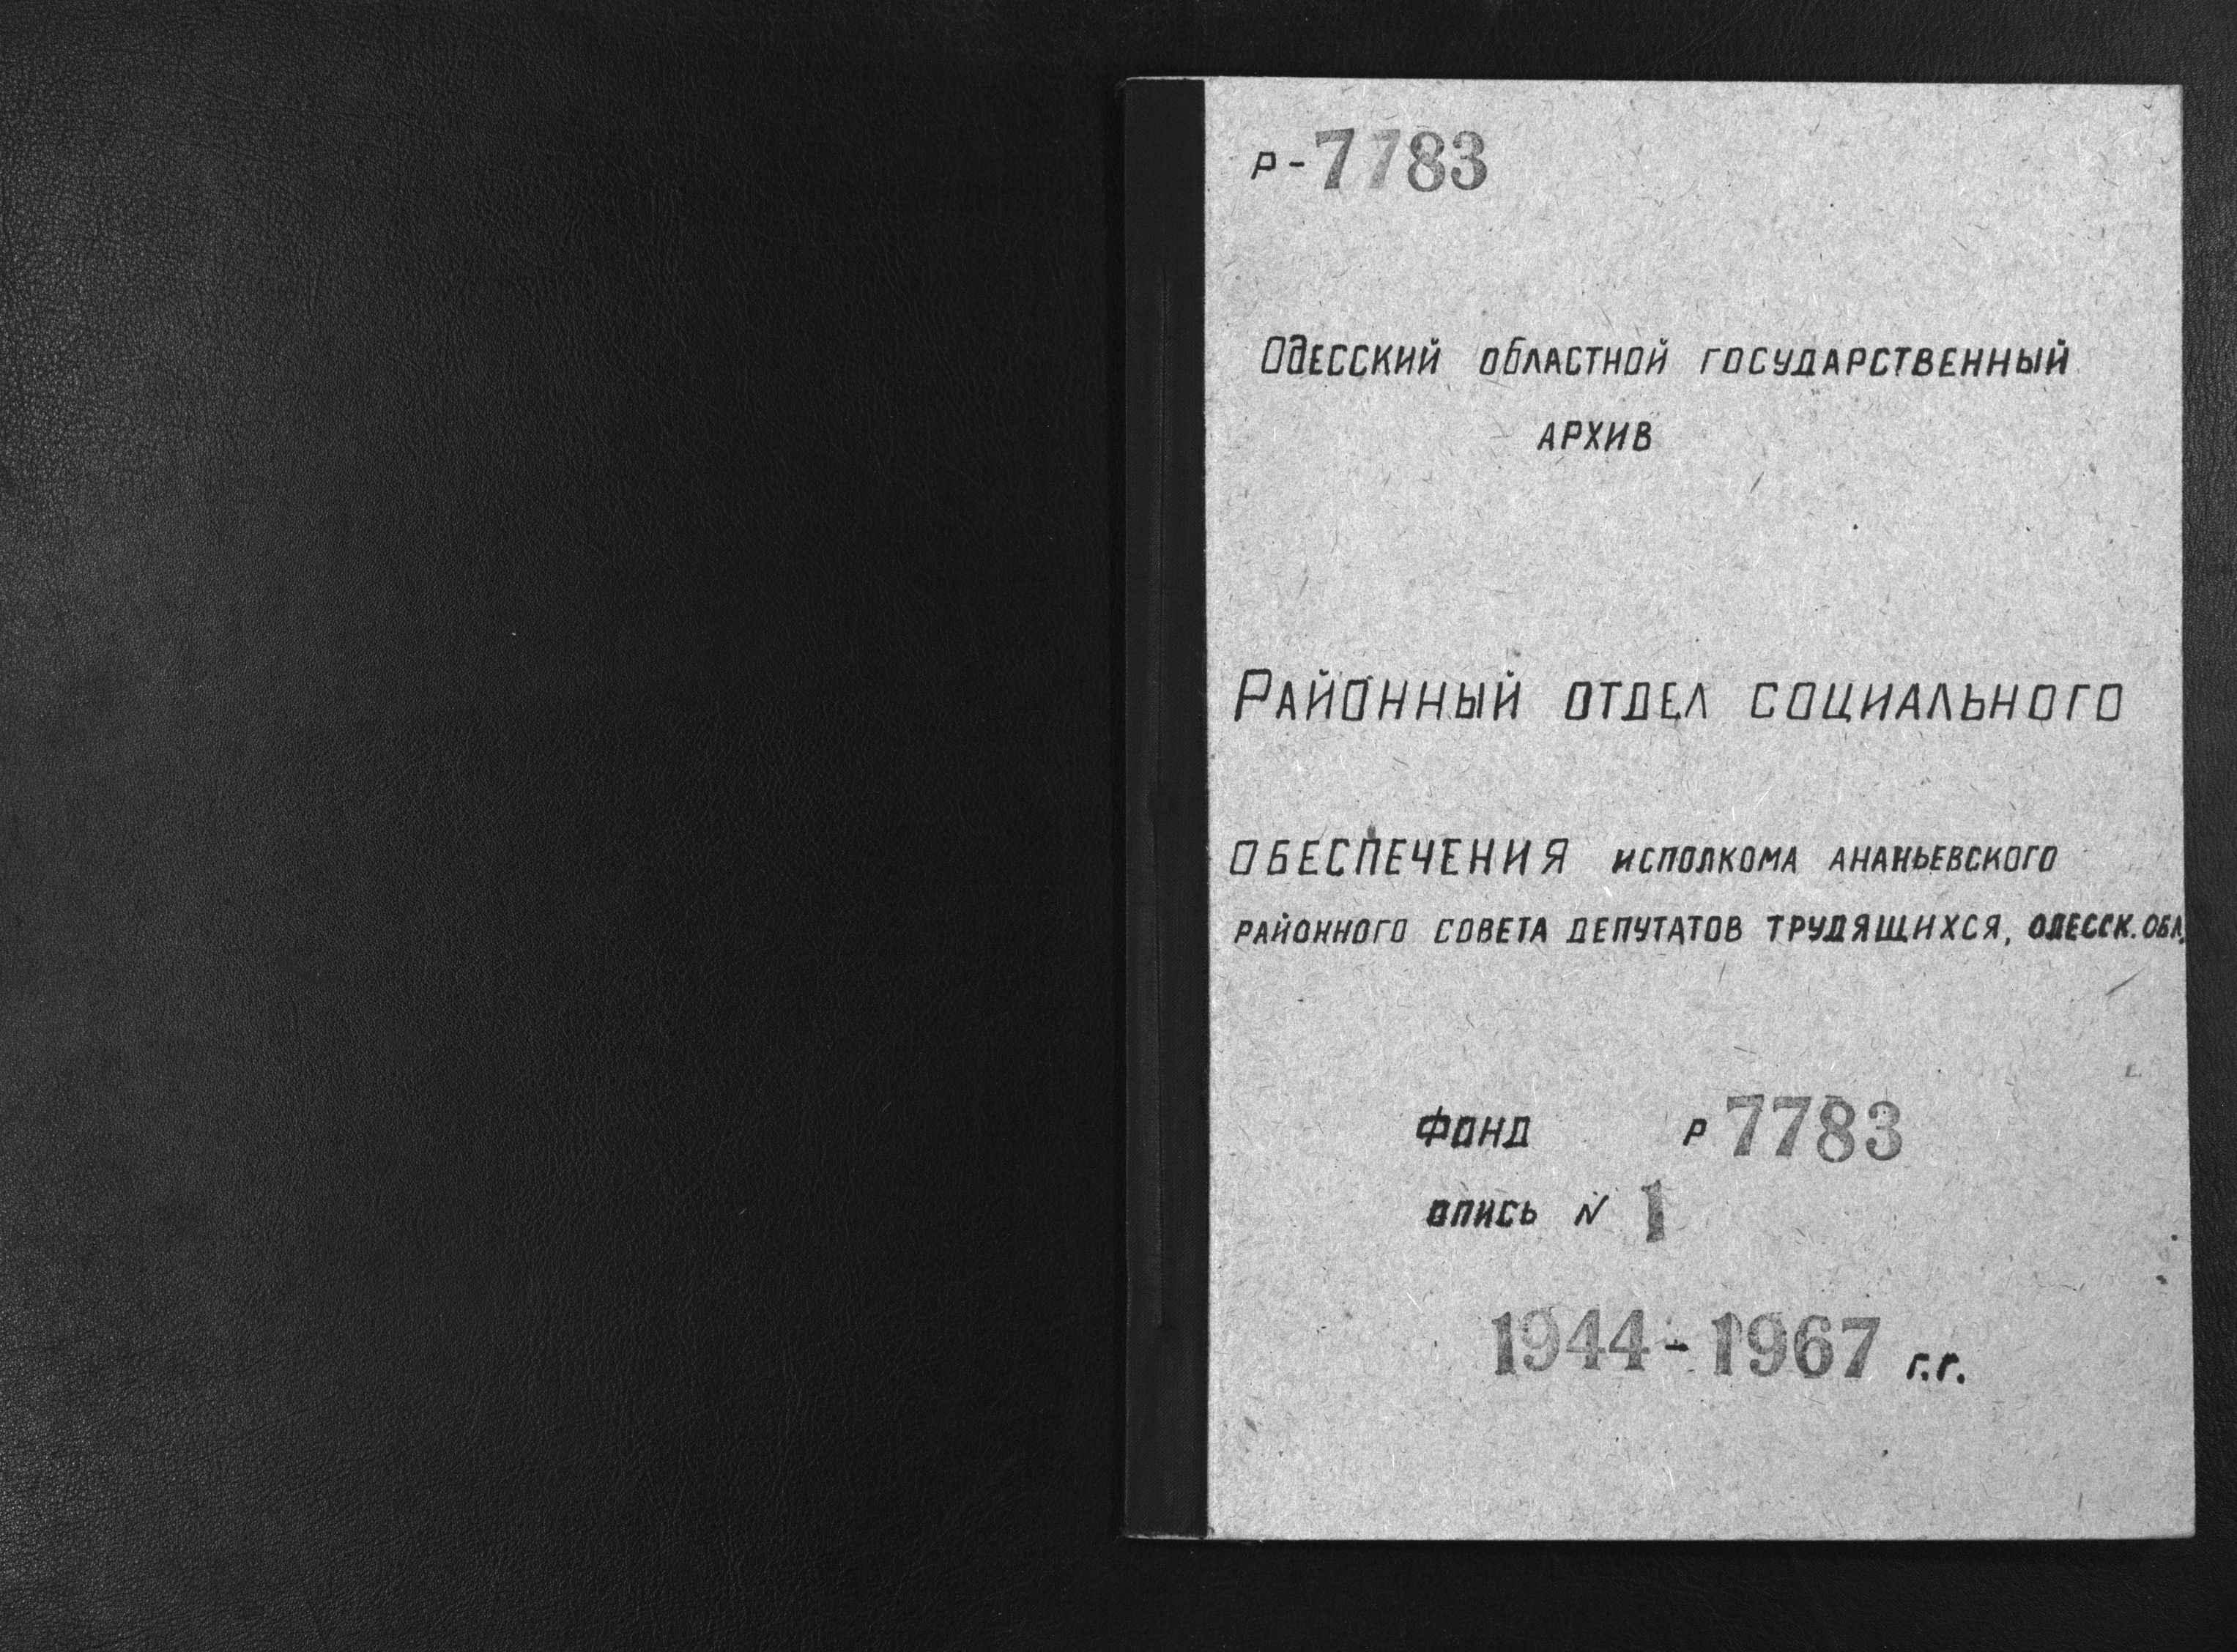 Р-7783
Одесский областной государственный
архив
Районный отдел социального
обеспечения исполкома Ананьевского
районного совета депутатов трудящихся, Одесск. обл.
Фонд Р 7783
опись N 1
1944-1967 г.г.